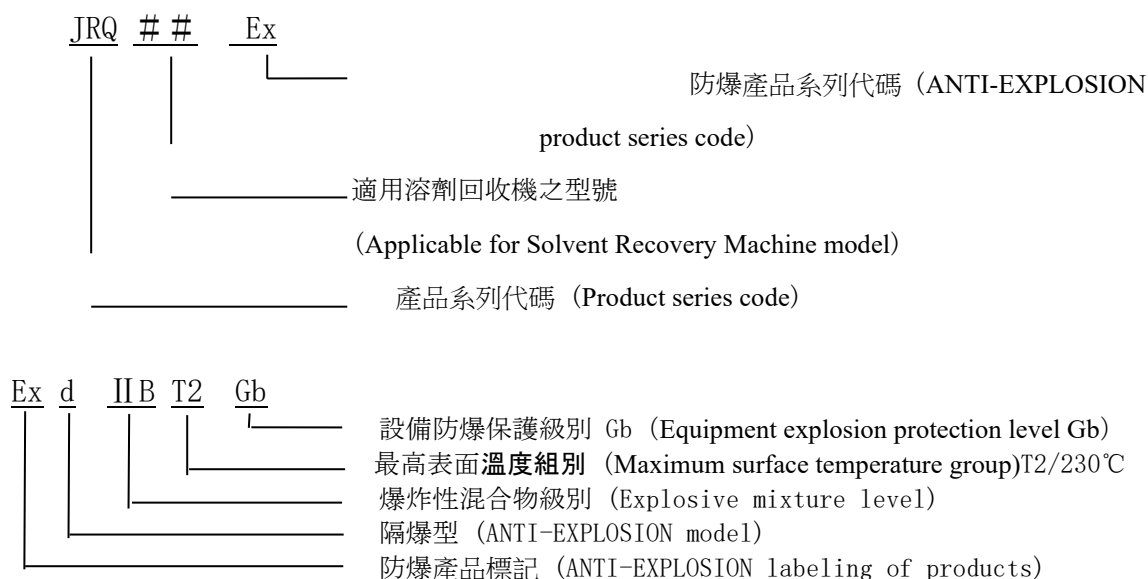 JRQ ## Ex
防爆產品系列代碼（ANTI-EXPLOSION
product series code）
適用溶劑回收機之型號
（Applicable for Solvent Recovery Machine model）
產品系列代碼（Product series code）
Ex d ⅡB T2 Gb
設備防爆保護級別 Gb（Equipment explosion protection level Gb）
最高表面溫度組別（Maximum surface temperature group)T2/230℃
爆炸性混合物級別（Explosive mixture level）
隔爆型（ANTI-EXPLOSION model）
防爆產品標記（ANTI-EXPLOSION labeling of products）